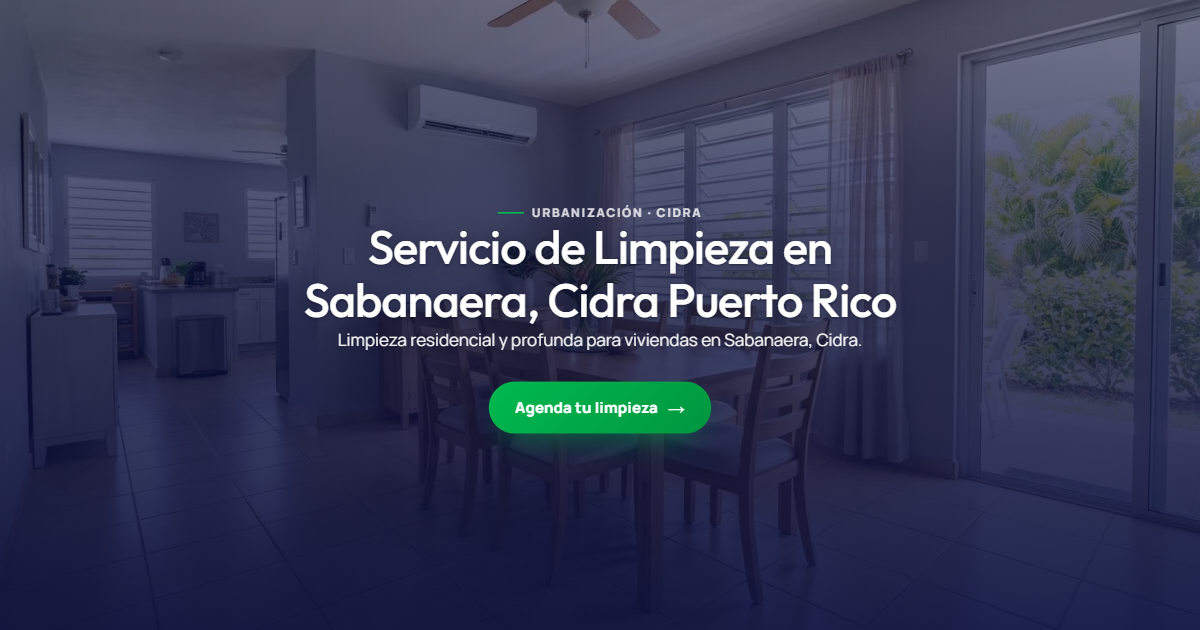 URBANIZACIÓN · CIDRA
Servicio de Limpieza en
Sabanaera, Cidra Puerto Rico
Limpieza residencial y profunda para viviendas en Sabanaera, Cidra.
Agenda tu limpieza →